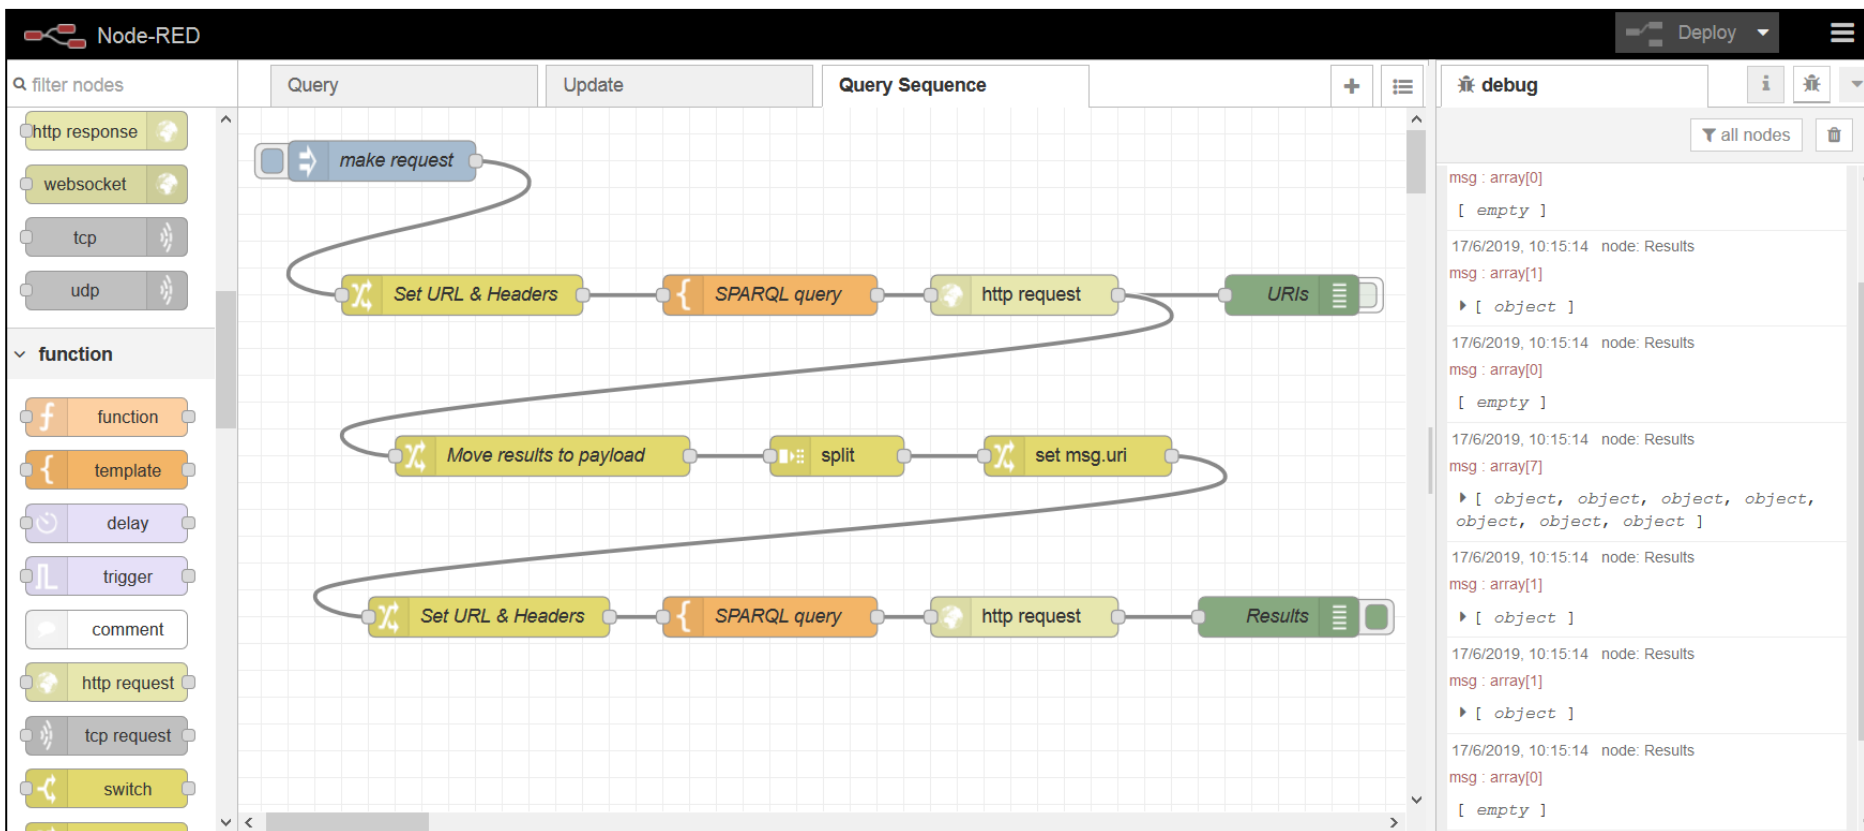 Node-RED
Deploy
filter nodes
Query
Update
Query Sequence
debug
i
all nodes
http response
websocket
tcp
udp
function
function
template
delay
trigger
comment
http request
tcp request
switch
make request
Set URL & Headers
SPARQL query
http request
URIs
Move results to payload
split
set msg.uri
Set URL & Headers
SPARQL query
http request
Results
msg : array[0]
[ empty ]
17/6/2019, 10:15:14 node: Results
msg : array[1]
[ object ]
17/6/2019, 10:15:14 node: Results
msg : array[0]
[ empty ]
17/6/2019, 10:15:14 node: Results
msg : array[7]
[ object, object, object, object,
object, object, object ]
17/6/2019, 10:15:14 node: Results
msg : array[1]
[ object ]
17/6/2019, 10:15:14 node: Results
msg : array[1]
[ object ]
17/6/2019, 10:15:14 node: Results
msg : array[0]
[ empty ]